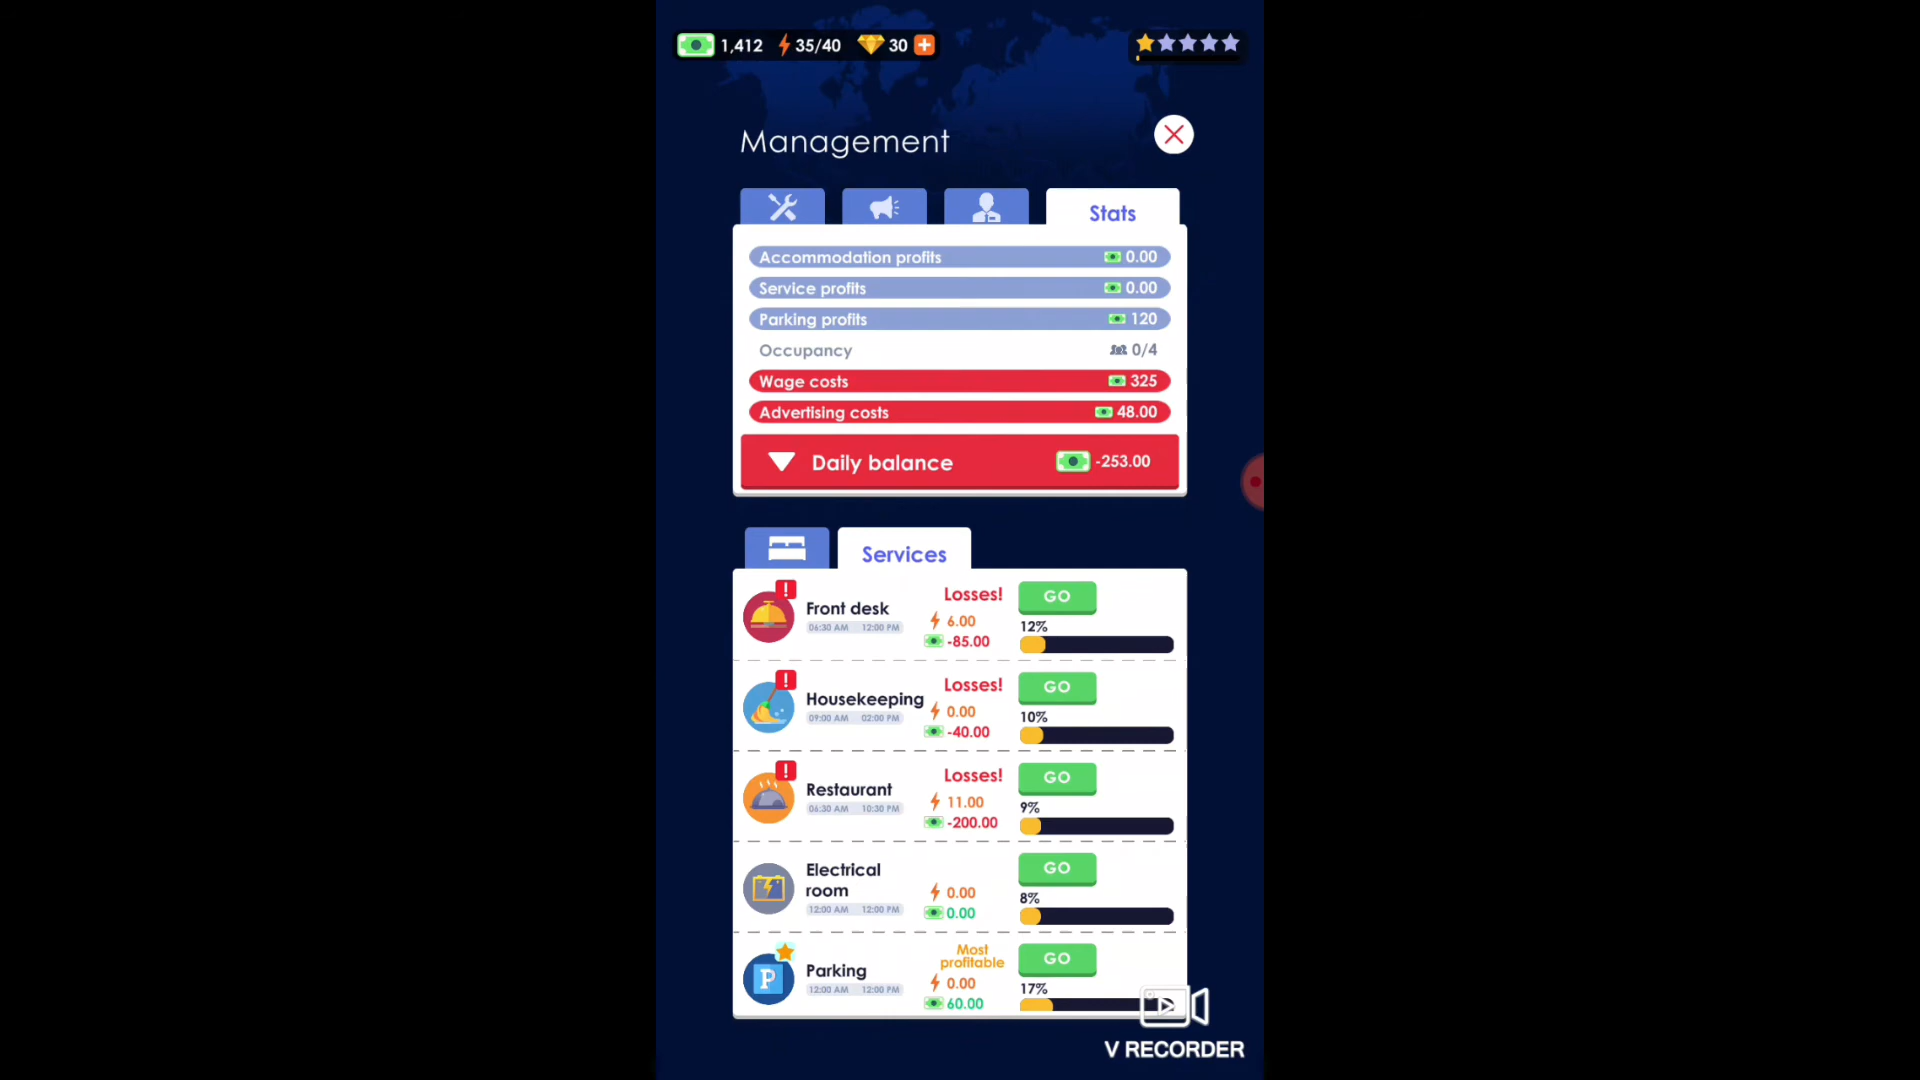 1,412 35/40 30
Management
Stats
Accommodation profits 0.00
Service profits 0.00
Parking profits 120
Occupancy 0/4
Wage costs 325
Advertising costs 48.00
Daily balance -253.00
Services
Front desk
06:30 AM 12:00 PM
Losses!
6.00
-85.00
GO
12%
Housekeeping
09:00 AM 02:00 PM
Losses!
0.00
-40.00
GO
10%
Restaurant
06:30 AM 10:30 PM
Losses!
11.00
-200.00
GO
9%
Electrical
room
12:00 AM 12:00 PM
0.00
0.00
GO
8%
P
Parking
12:00 AM 12:00 PM
Most
profitable
0.00
60.00
GO
17%
V RECORDER